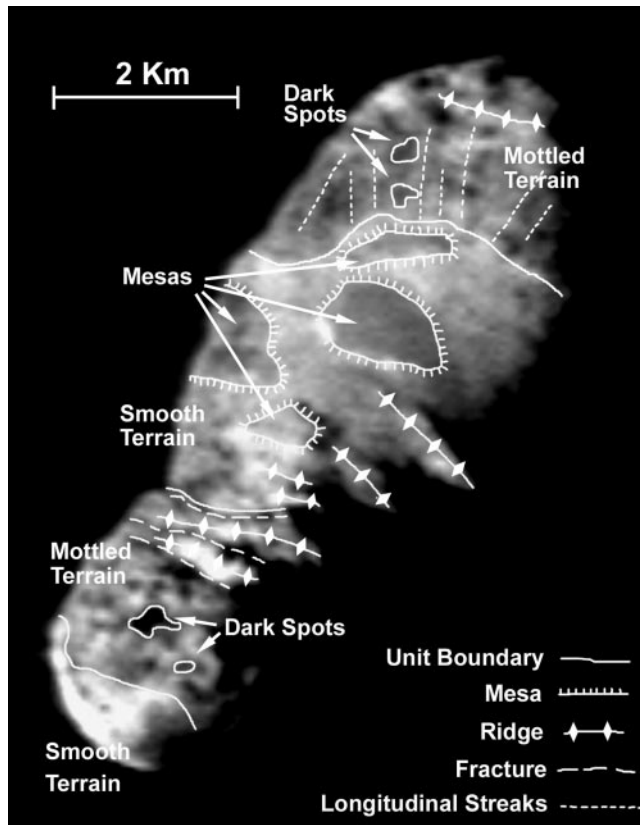 2 Km
Dark
Spots
Mottled
Terrain
Mesas
Smooth
Terrain
Mottled
Terrain
Dark Spots
Smooth
Terrain
Unit Boundary
Mesa
Ridge
Fracture
Longitudinal Streaks